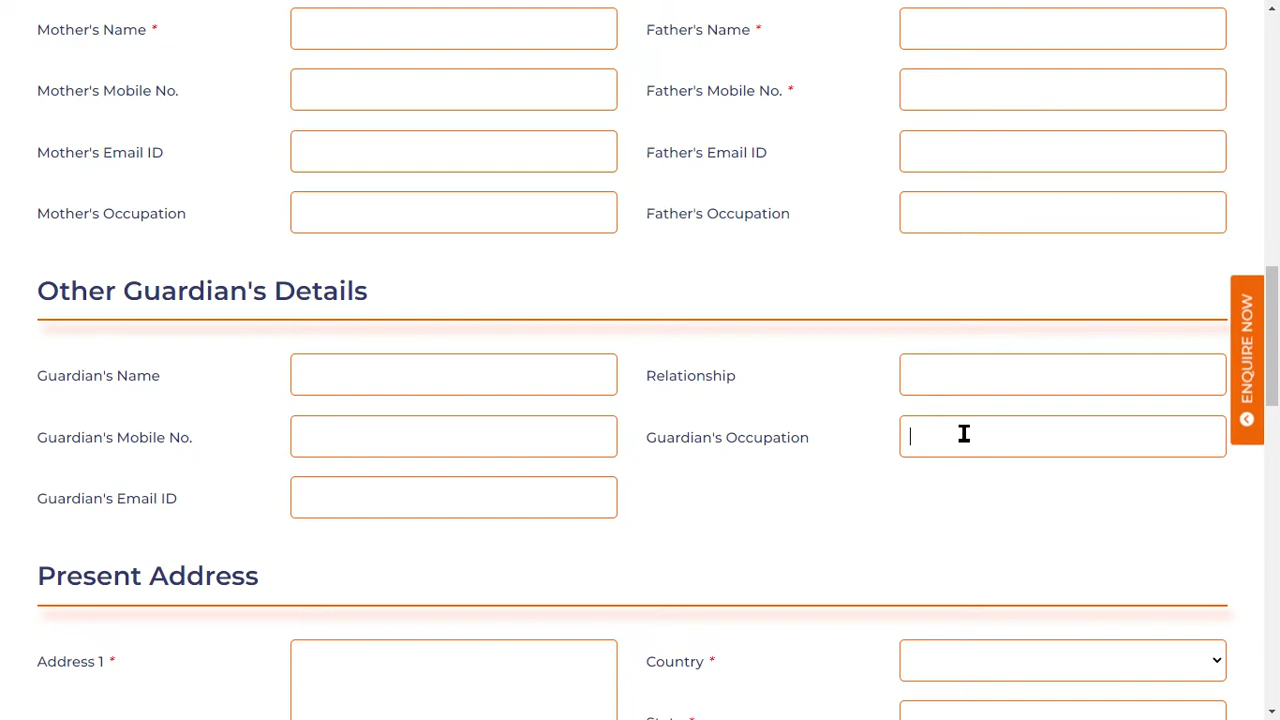 Mother's Name *
Father's Name *
Mother's Mobile No.
Father's Mobile No. *
Mother's Email ID
Father's Email ID
Mother's Occupation
Father's Occupation
Other Guardian's Details
Guardian's Name
Relationship
Guardian's Mobile No.
Guardian's Occupation
Guardian's Email ID
ENQUIRE NOW
Present Address
Address 1 *
Country *
State *